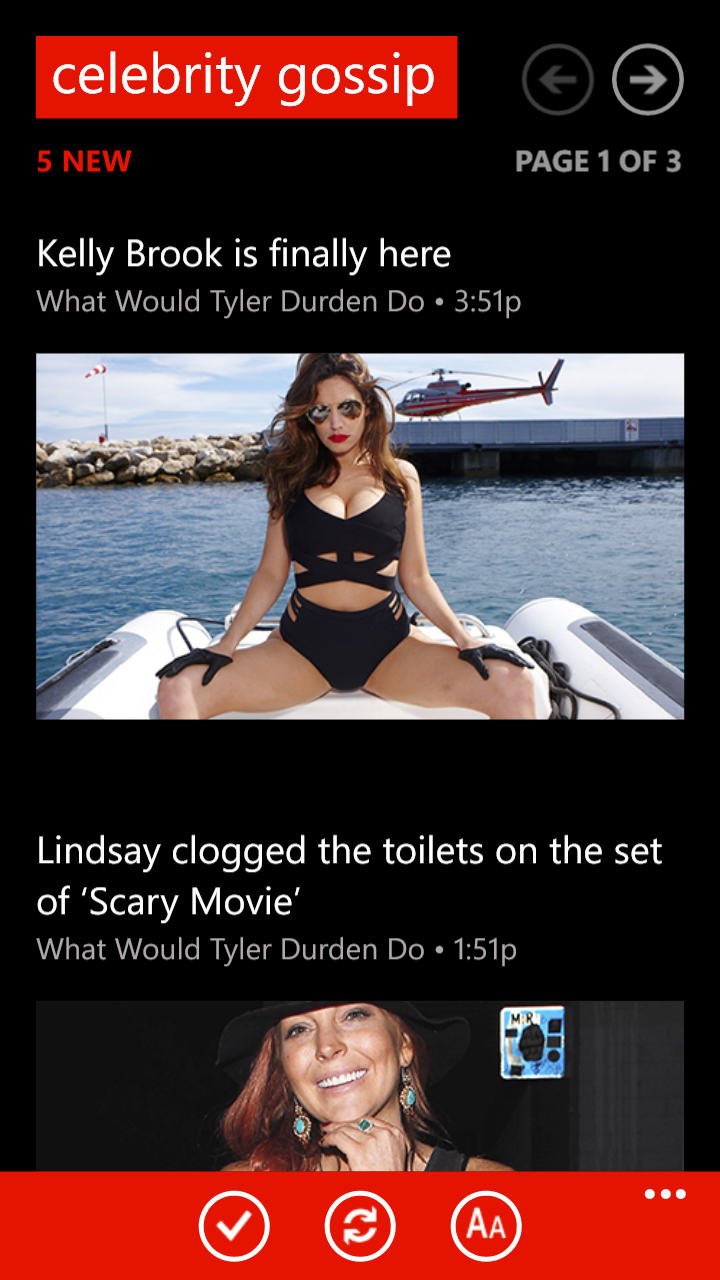 celebrity gossip
5 NEW
PAGE 1 OF 3
Kelly Brook is finally here
What Would Tyler Durden Do • 3:51p
Lindsay clogged the toilets on the set
of ‘Scary Movie’
What Would Tyler Durden Do • 1:51p
AA